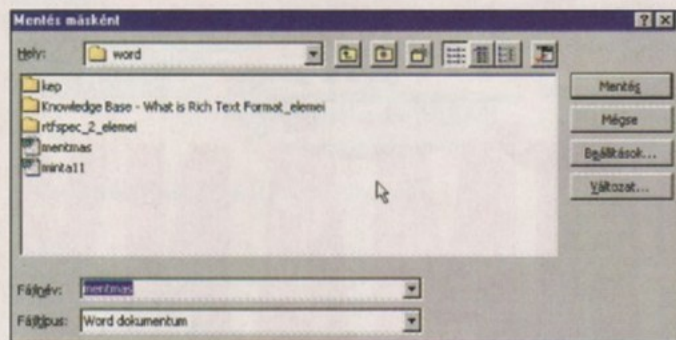 Mentés másként
Hely: word
kep
Knowledge Base - What is Rich Text Format_elemei
rtfspec_2_elemei
mentmas
minta11
Mentés
Mégse
Beállítások...
Változat...
Fájlnév: mentmas
Fájltípus: Word dokumentum